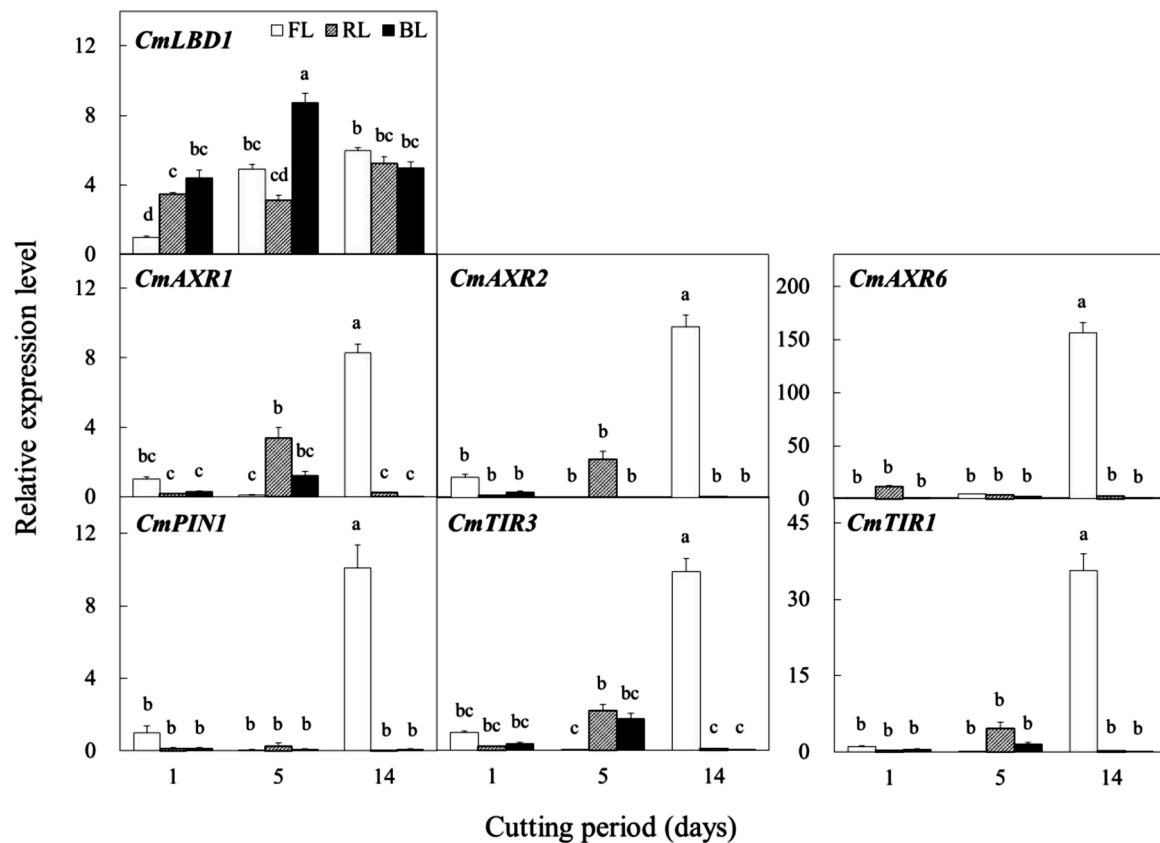 CmLBD1
FL RL BL
12
8
4
0
d c bc bc cd a b bc bc
CmAXR1
12
8
4
0
bc c c c b bc a c c
CmAXR2
b b b b b b a b b
CmAXR6
200
150
100
50
0
b b b b b b a b b
CmPIN1
12
8
4
0
b b b b b b a b b
CmTIR3
bc bc bc c b bc a c c
CmTIR1
45
30
15
0
b b b b b b a b b
1 5 14
1 5 14
1 5 14
Relative expression level
Cutting period (days)